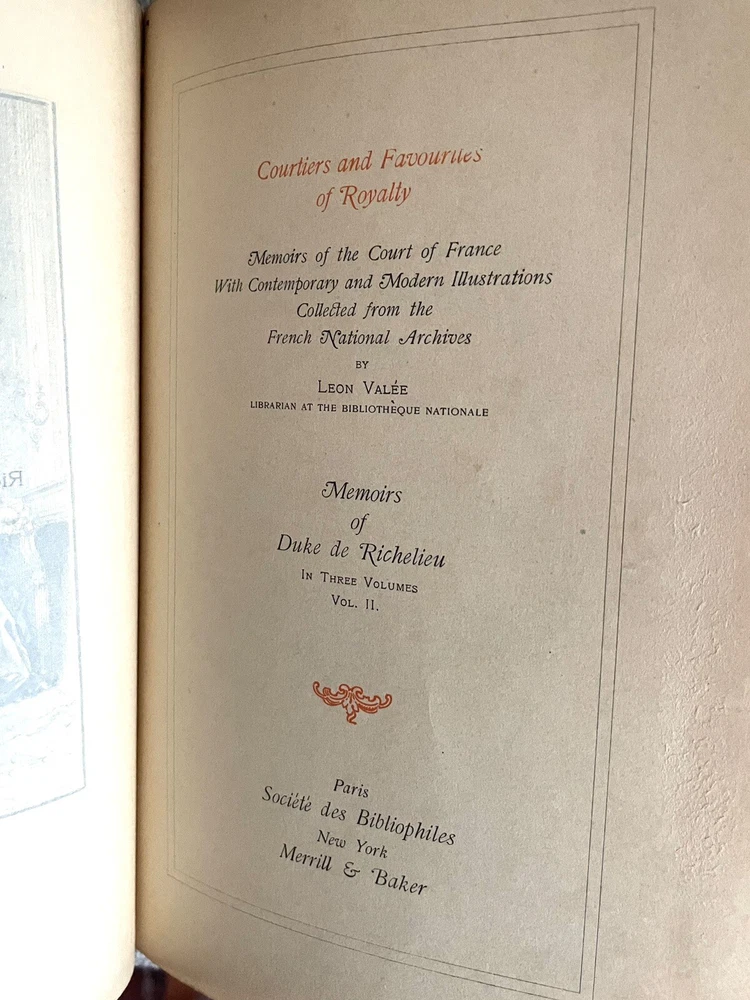 Courtiers and Favourites
of Royalty
Memoirs of the Court of France
With Contemporary and Modern Illustrations
Collected from the
French National Archives
BY
LEON VALÉE
LIBRARIAN AT THE BIBLIOTHÈQUE NATIONALE
Memoirs
of
Duke de Richelieu
IN THREE VOLUMES
VOL. II.
Paris
Société des Bibliophiles
New York
Merrill & Baker